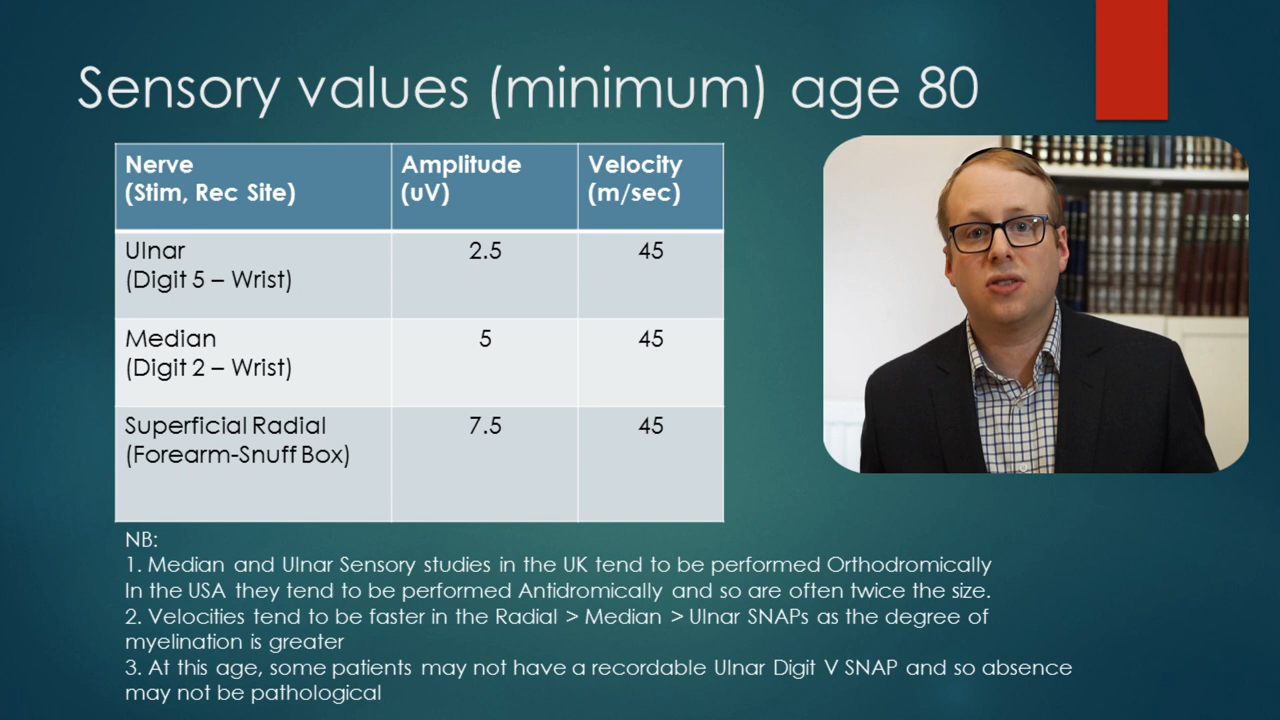 Sensory values (minimum) age 80
Nerve
(Stim, Rec Site)
Amplitude
(uV)
Velocity
(m/sec)
Ulnar
(Digit 5 – Wrist)
2.5
45
Median
(Digit 2 – Wrist)
5
45
Superficial Radial
(Forearm-Snuff Box)
7.5
45
NB:
1. Median and Ulnar Sensory studies in the UK tend to be performed Orthodromically
In the USA they tend to be performed Antidromically and so are often twice the size.
2. Velocities tend to be faster in the Radial > Median > Ulnar SNAPs as the degree of
myelination is greater
3. At this age, some patients may not have a recordable Ulnar Digit V SNAP and so absence
may not be pathological